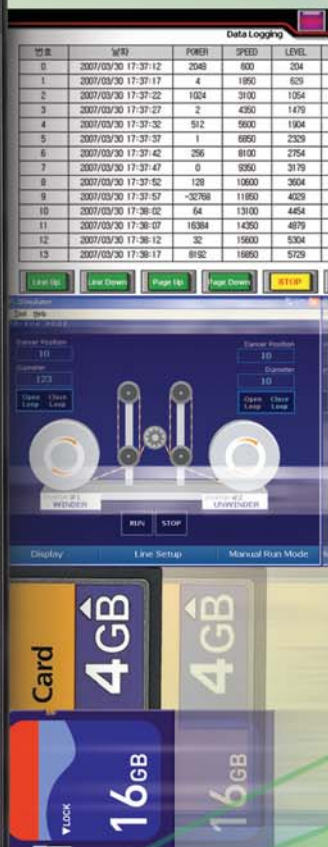 Data Logging
번호 날짜 POWER SPEED LEVEL
0 2007/03/30 17:37:12 2048 600 204
1 2007/03/30 17:37:17 4 1850 629
2 2007/03/30 17:37:22 1024 3100 1054
3 2007/03/30 17:37:27 2 4350 1479
4 2007/03/30 17:37:32 512 5600 1904
5 2007/03/30 17:37:37 1 6850 2329
6 2007/03/30 17:37:42 256 8100 2754
7 2007/03/30 17:37:47 0 9350 3179
8 2007/03/30 17:37:52 128 10600 3604
9 2007/03/30 17:37:57 -32768 11850 4029
10 2007/03/30 17:38:02 64 13100 4454
11 2007/03/30 17:38:07 16384 14350 4879
12 2007/03/30 17:38:12 32 15600 5304
13 2007/03/30 17:38:17 8192 16850 5729
Line Up Line Down Page Up Page Down STOP
Simulator
Tool Help
Dancer Position
10
Diameter
123
Open Loop Close Loop
Dancer Position
10
Diameter
10
Open Loop Close Loop
#1
WINDER
#2
UNWINDER
RUN STOP
Display Line Setup Manual Run Mode
Card
4GB
4GB
LOCK
16GB
16GB